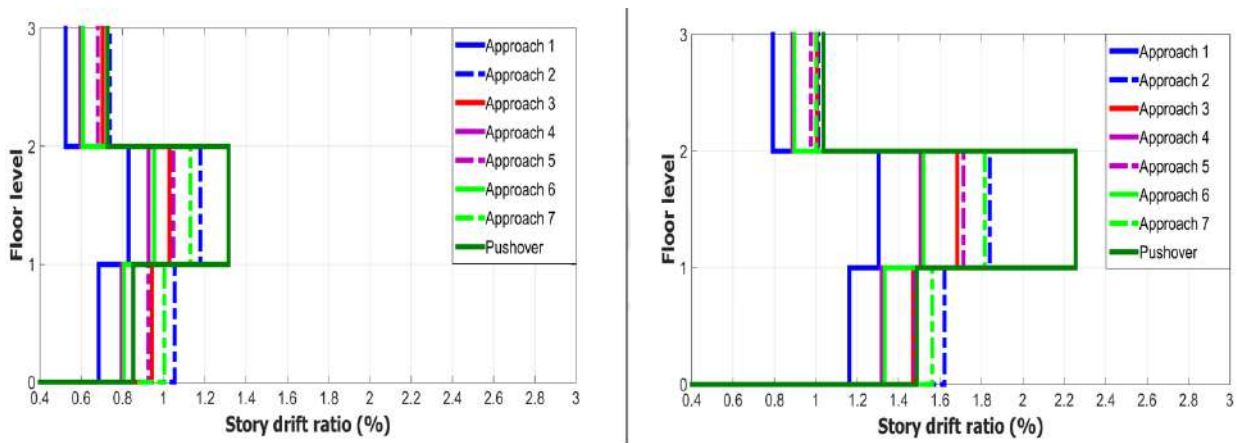 3
2
1
0
Floor level
0.4 0.6 0.8 1 1.2 1.4 1.6 1.8 2 2.2 2.4 2.6 2.8 3
Story drift ratio (%)
Approach 1
Approach 2
Approach 3
Approach 4
Approach 5
Approach 6
Approach 7
Pushover
3
2
1
0
Floor level
0.4 0.6 0.8 1 1.2 1.4 1.6 1.8 2 2.2 2.4 2.6 2.8 3
Story drift ratio (%)
Approach 1
Approach 2
Approach 3
Approach 4
Approach 5
Approach 6
Approach 7
Pushover